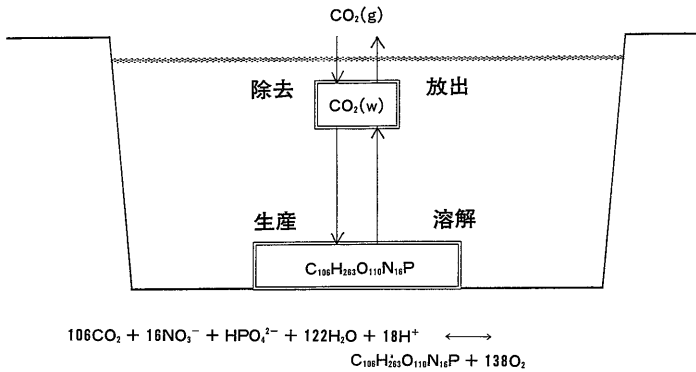 CO₂(g)
除去
放出
CO₂(w)
生産
溶解
C₁₀₆H₂₆₃O₁₁₀N₁₆P
106CO₂ + 16NO₃⁻ + HPO₄²⁻ + 122H₂O + 18H⁺ ⟷
C₁₀₆H₂₆₃O₁₁₀N₁₆P + 138O₂